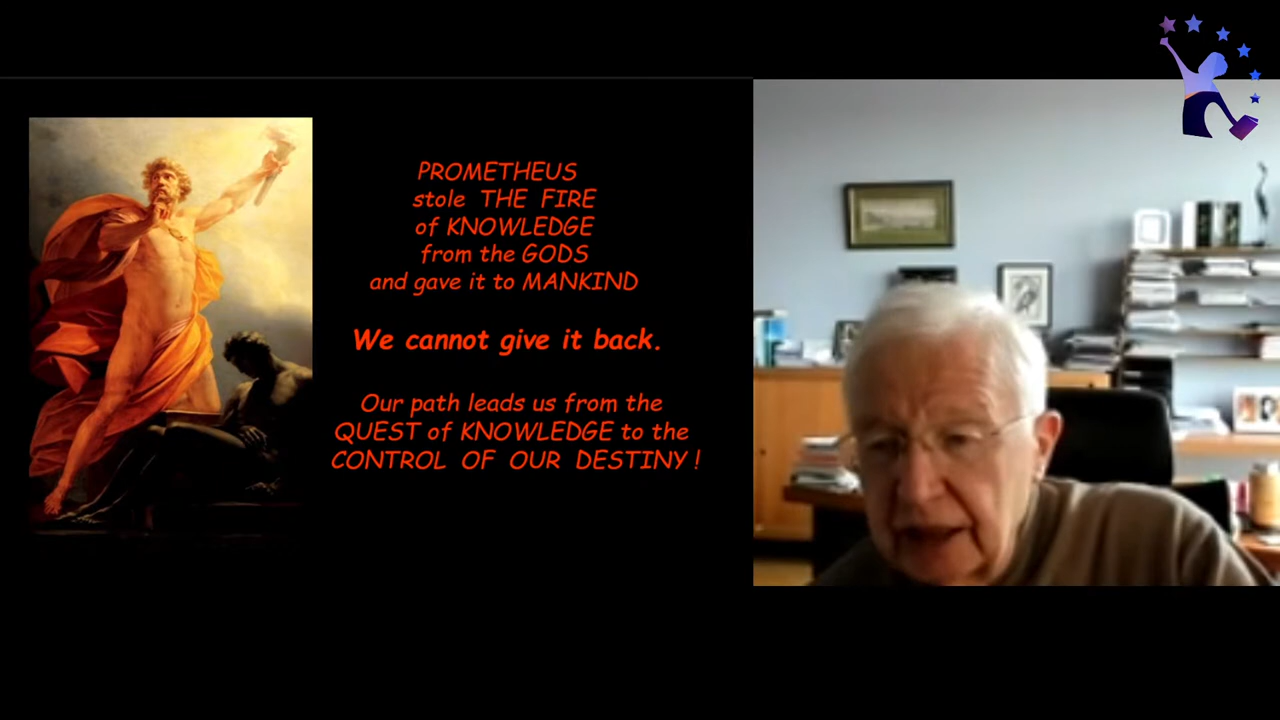 PROMETHEUS
stole THE FIRE
of KNOWLEDGE
from the GODS
and gave it to MANKIND
We cannot give it back.
Our path leads us from the
QUEST of KNOWLEDGE to the
CONTROL OF OUR DESTINY !